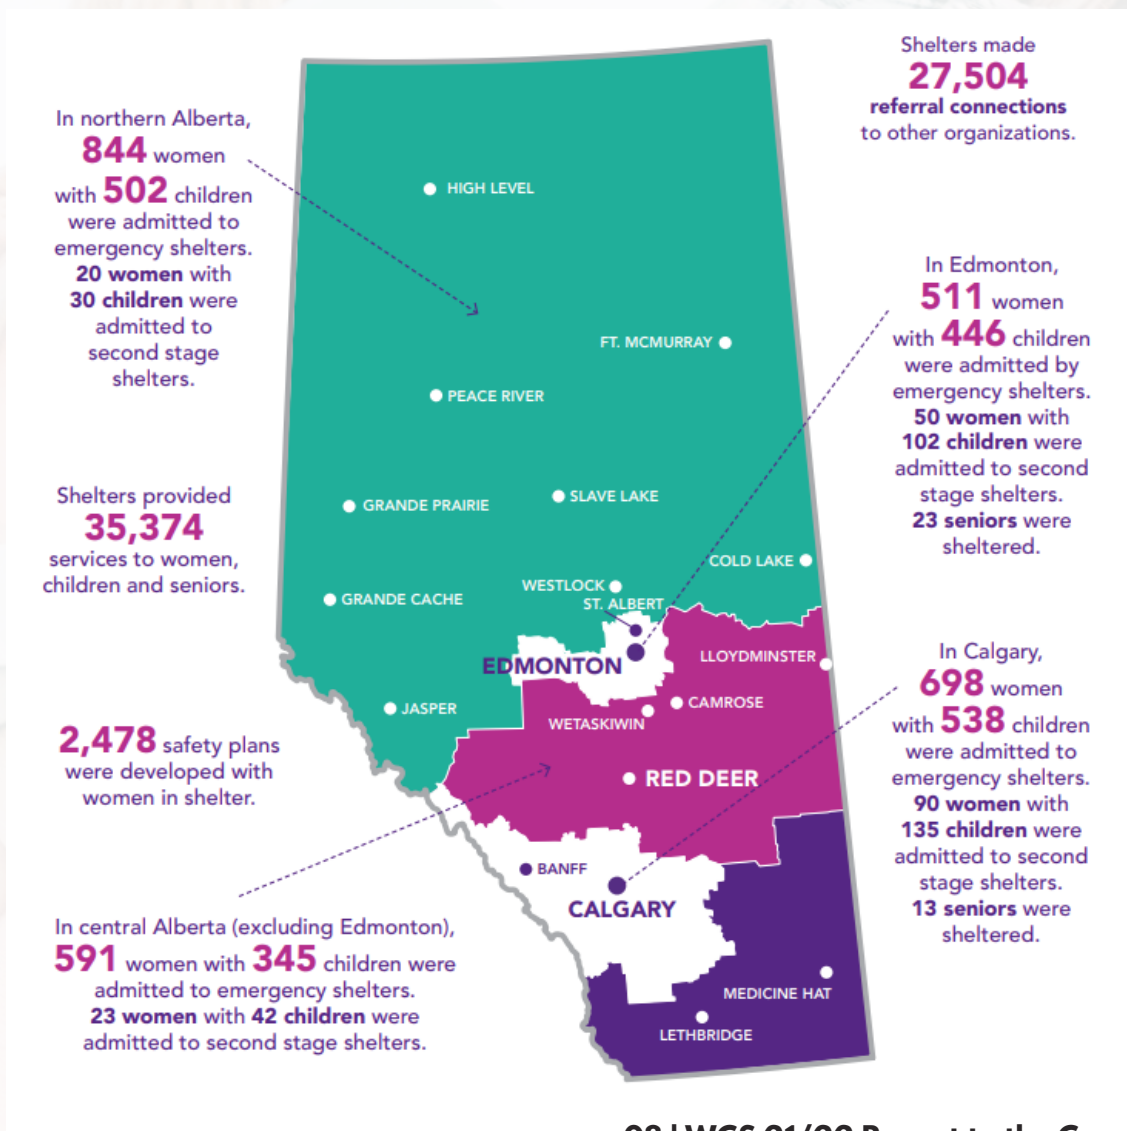 Shelters made
27,504
referral connections
to other organizations.
In northern Alberta,
844 women
with 502 children
were admitted to
emergency shelters.
20 women with
30 children were
admitted to
second stage
shelters.
HIGH LEVEL
In Edmonton,
511 women
with 446 children
were admitted by
emergency shelters.
50 women with
102 children were
admitted to second
stage shelters.
23 seniors were
sheltered.
FT. MCMURRAY
PEACE RIVER
Shelters provided
35,374
services to women,
children and seniors.
GRANDE PRAIRIE
SLAVE LAKE
COLD LAKE
WESTLOCK
GRANDE CACHE
ST. ALBERT
EDMONTON
LLOYDMINSTER
JASPER
CAMROSE
WETASKIWIN
2,478 safety plans
were developed with
women in shelter.
RED DEER
In Calgary,
698 women
with 538 children
were admitted to
emergency shelters.
90 women with
135 children were
admitted to second
stage shelters.
13 seniors were
sheltered.
BANFF
CALGARY
In central Alberta (excluding Edmonton),
591 women with 345 children were
admitted to emergency shelters.
23 women with 42 children were
admitted to second stage shelters.
MEDICINE HAT
LETHBRIDGE